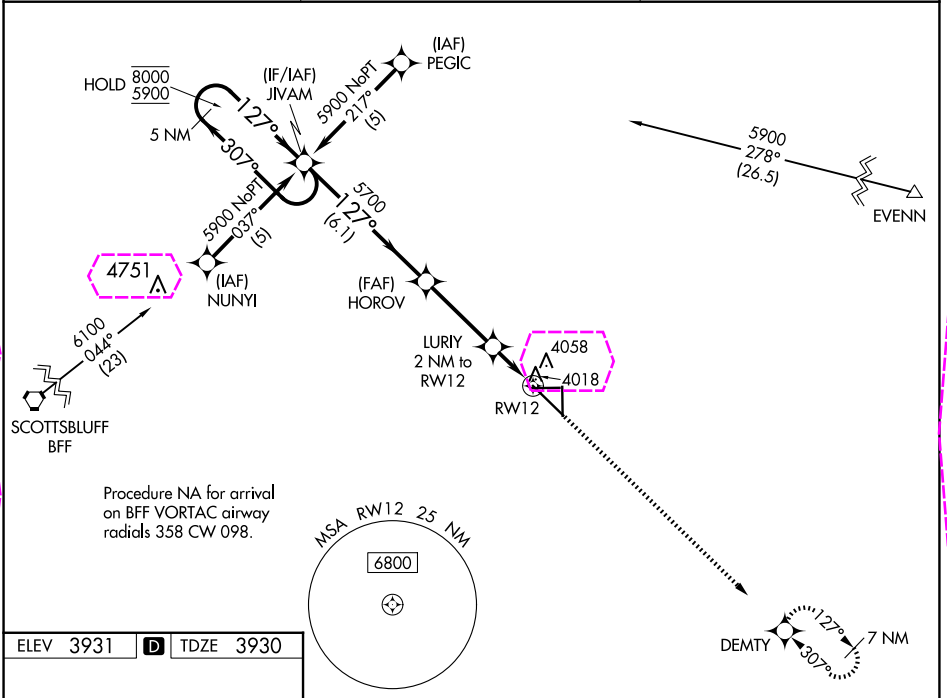 (IAF)
PEGIC
(IF/IAF)
JIVAM
HOLD 8000
5900
5 NM
127°
307°
5900 NoPT
217°
(5)
5900
278°
(26.5)
EVENN
5900 NoPT
037°
(5)
5700
127°
(6.1)
4751
(IAF)
NUNYI
(FAF)
HOROV
6100
044°
(23)
LURIY
2 NM to
RW12
4058
4018
RW12
SCOTTSBLUFF
BFF
Procedure NA for arrival
on BFF VORTAC airway
radials 358 CW 098.
MSA RW12 25 NM
6800
DEMTY
127°
307°
7 NM
ELEV 3931 D TDZE 3930